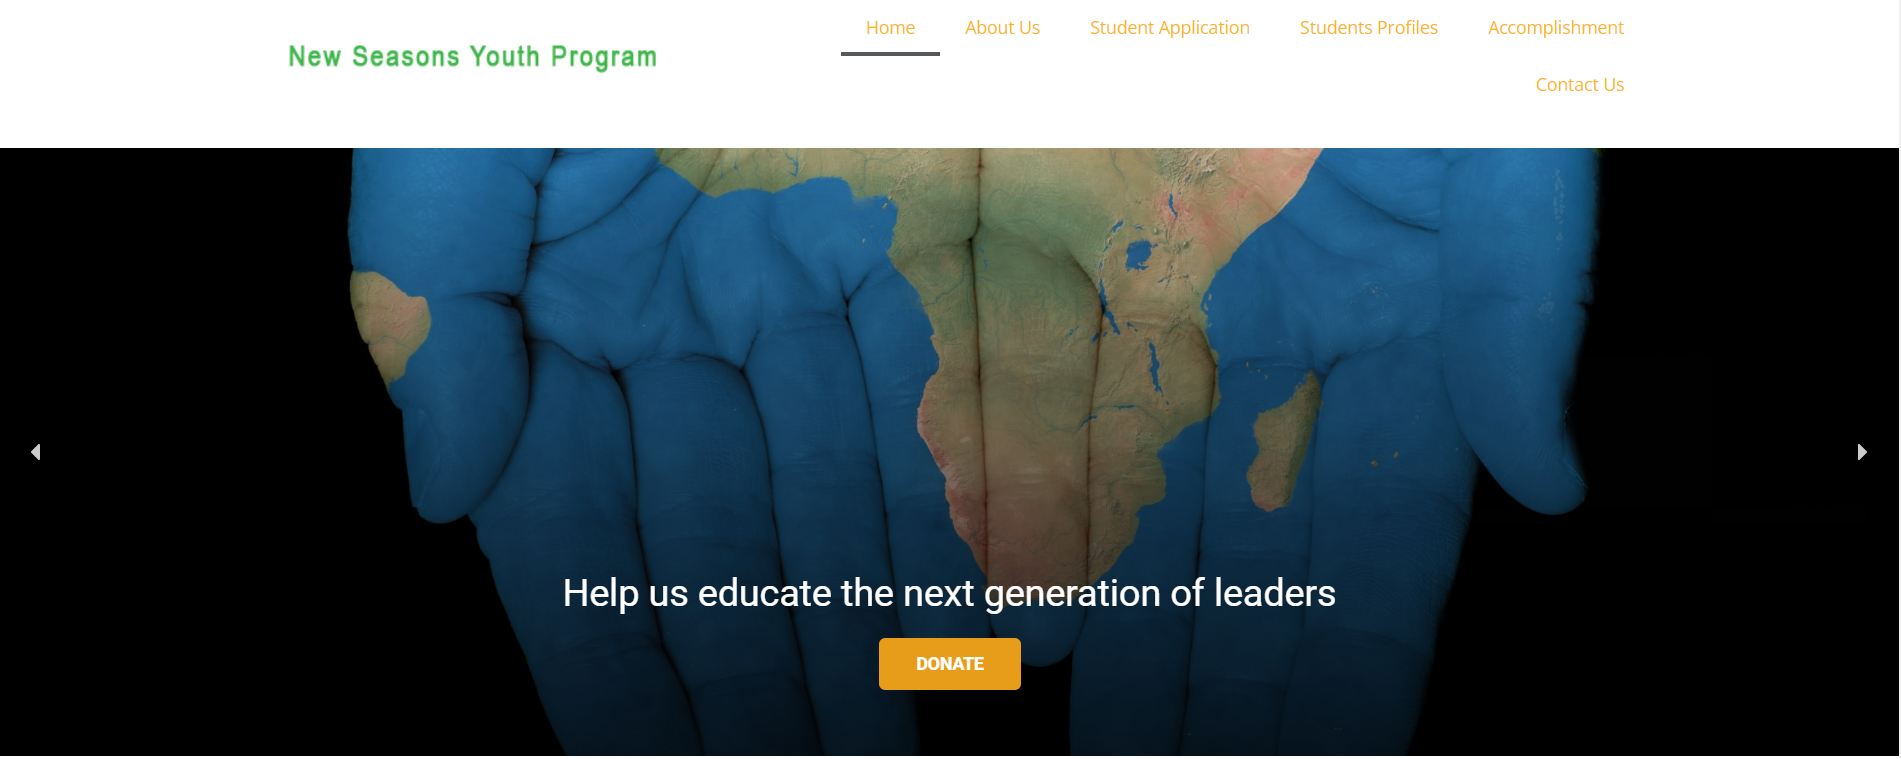 New Seasons Youth Program
Home About Us Student Application Students Profiles Accomplishment
Contact Us
Help us educate the next generation of leaders
DONATE